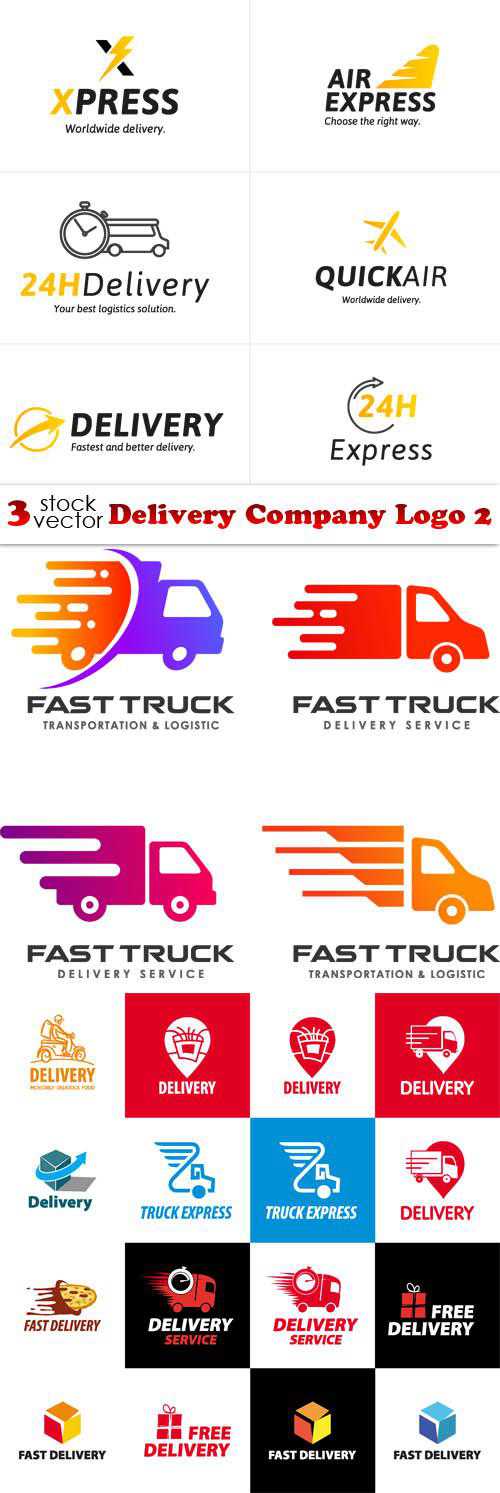 XPRESS
Worldwide delivery.
AIR
EXPRESS
Choose the right way.
24HDelivery
Your best logistics solution.
QUICKAIR
Worldwide delivery.
DELIVERY
Fastest and better delivery.
24H
Express
3 stock vector Delivery Company Logo 2
FAST TRUCK
TRANSPORTATION & LOGISTIC
FAST TRUCK
DELIVERY SERVICE
FAST TRUCK
DELIVERY SERVICE
FAST TRUCK
TRANSPORTATION & LOGISTIC
DELIVERY
INCREDIBLY DELICIOUS FOOD
DELIVERY
DELIVERY
DELIVERY
Delivery
TRUCK EXPRESS
TRUCK EXPRESS
DELIVERY
FAST DELIVERY
DELIVERY
SERVICE
DELIVERY
SERVICE
FREE
DELIVERY
FAST DELIVERY
FREE
DELIVERY
FAST DELIVERY
FAST DELIVERY